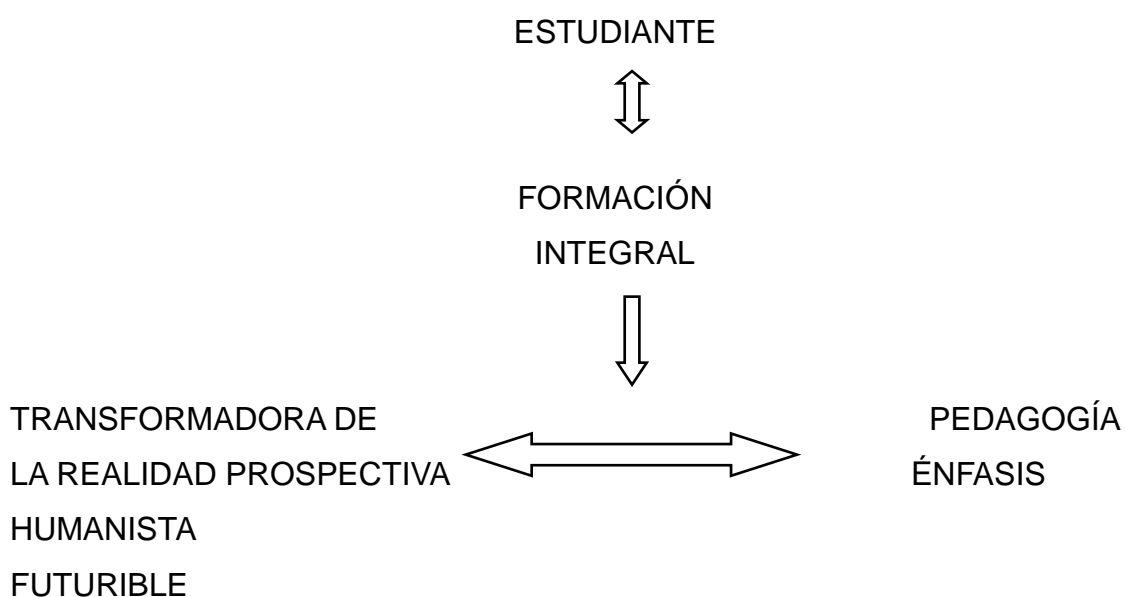 ESTUDIANTE
FORMACIÓN
INTEGRAL
TRANSFORMADORA DE
PEDAGOGÍA
LA REALIDAD PROSPECTIVA
ÉNFASIS
HUMANISTA
FUTURIBLE